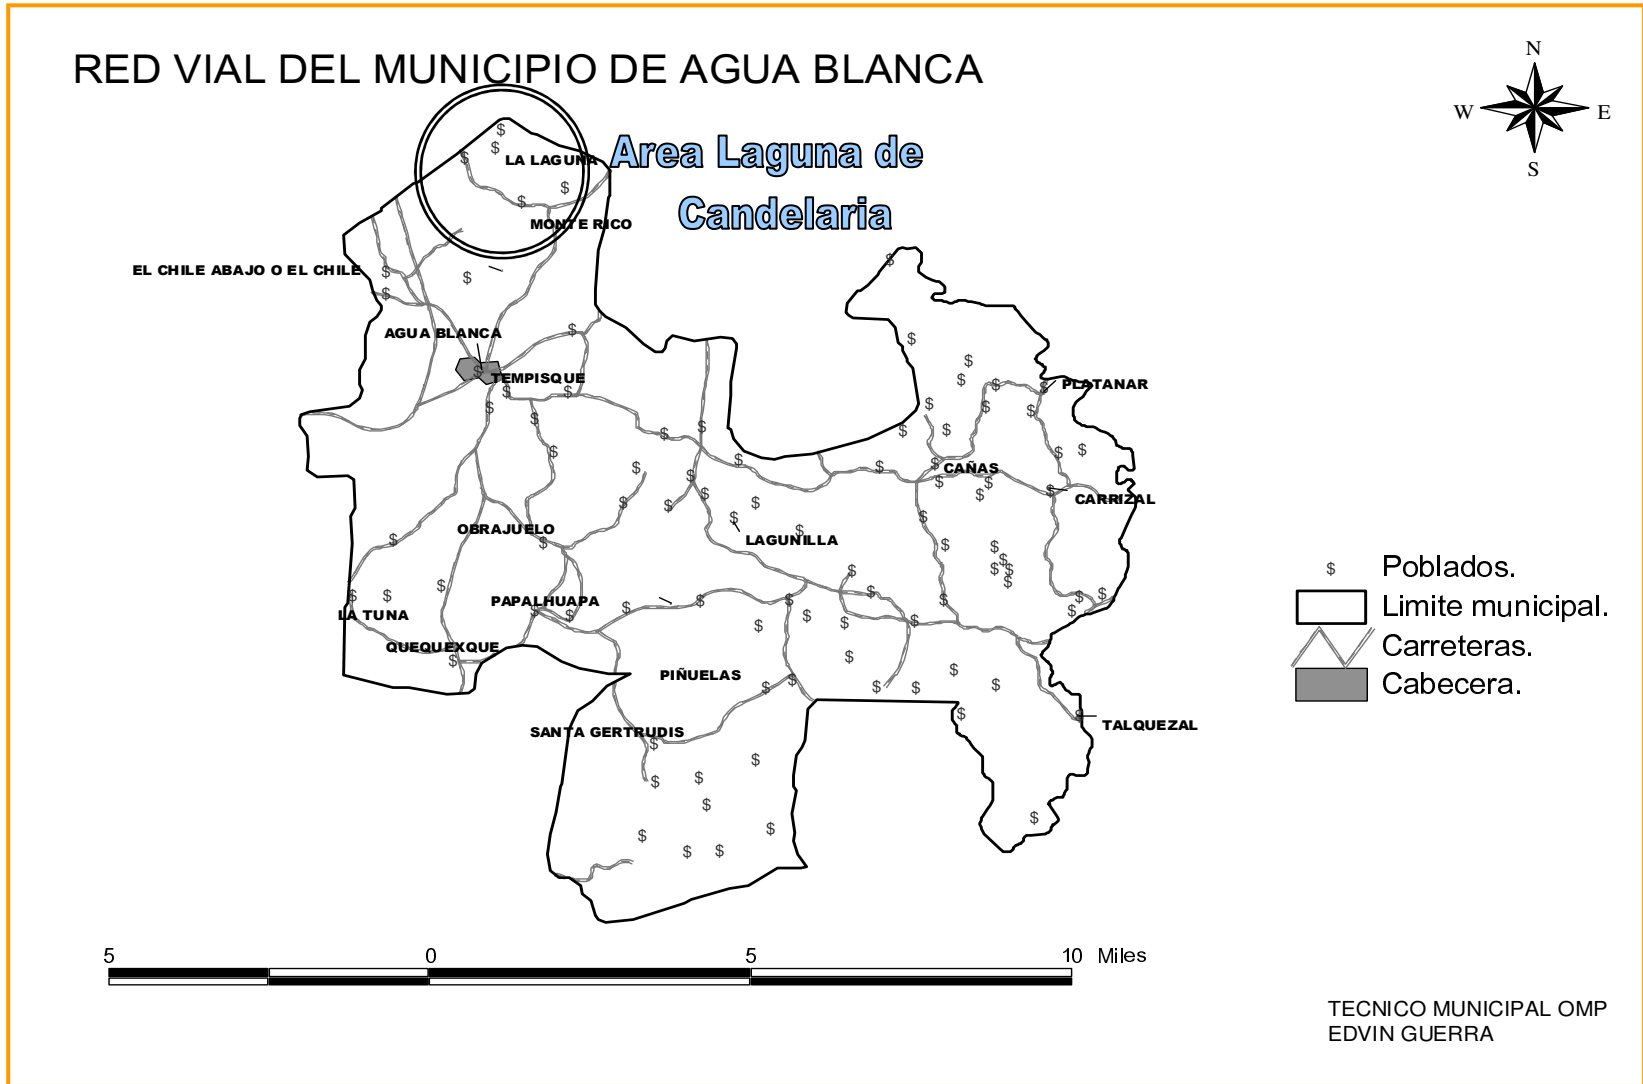 RED VIAL DEL MUNICIPIO DE AGUA BLANCA
N
W E
S
Area Laguna de
Candelaria
LA LAGUNA
MONTE RICO
EL CHILE ABAJO O EL CHILE
AGUA BLANCA
TEMPISQUE
PLATANAR
CAÑAS
CARRIZAL
OBRAJUELO
LAGUNILLA
PAPALHUAPA
LA TUNA
QUEQUEXQUE
PIÑUELAS
SANTA GERTRUDIS
TALQUEZAL
$ Poblados.
Limite municipal.
Carreteras.
Cabecera.
5 0 5 10 Miles
TECNICO MUNICIPAL OMP
EDVIN GUERRA